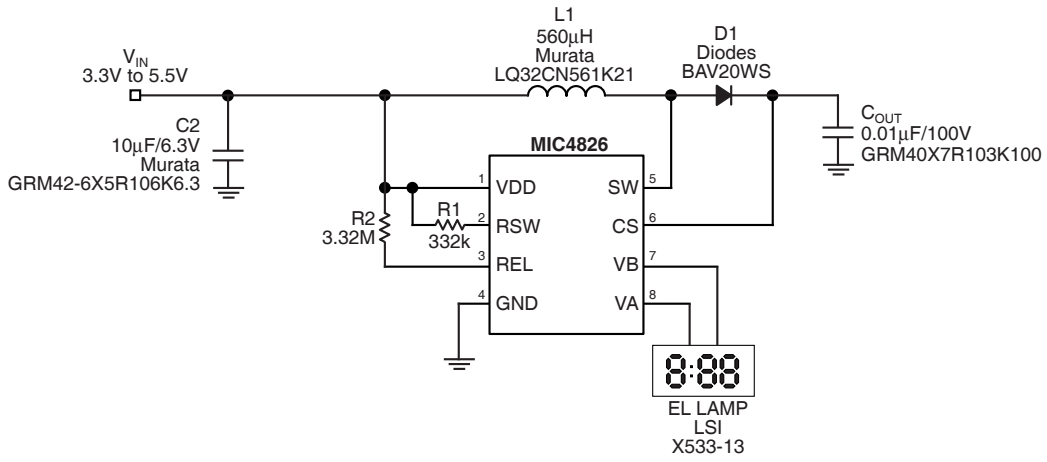 L1
560µH
Murata
LQ32CN561K21
D1
Diodes
BAV20WS
VIN
3.3V to 5.5V
C2
10µF/6.3V
Murata
GRM42-6X5R106K6.3
COUT
0.01µF/100V
GRM40X7R103K100
MIC4826
1 VDD
SW 5
R2
3.32M
R1
332k
2 RSW
CS 6
3 REL
VB 7
4 GND
VA 8
8:88
EL LAMP
LSI
X533-13